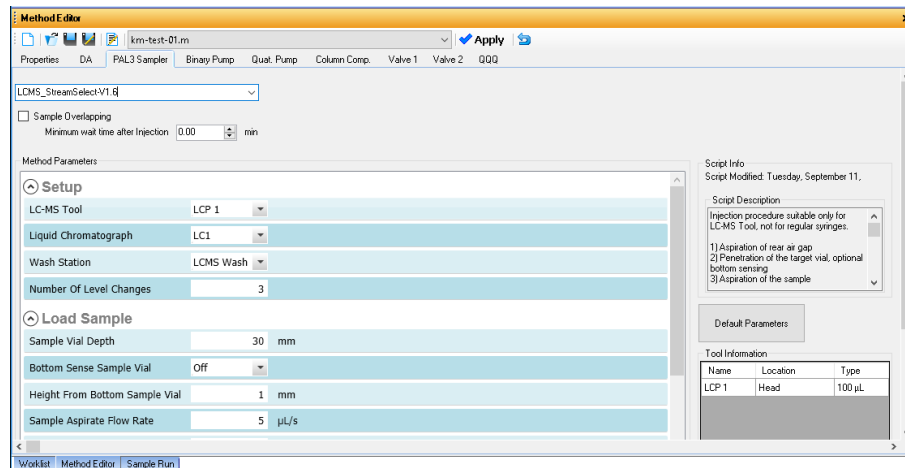 Method Editor
km-test-01.m Apply
Properties DA PAL3 Sampler Binary Pump Quat. Pump Column Comp. Valve 1 Valve 2 QQQ
LCMS_StreamSelect-V1.6
Sample Overlapping
Minimum wait time after Injection 0.00 min
Method Parameters
Setup
LC-MS Tool LCP 1
Liquid Chromatograph LC1
Wash Station LCMS Wash
Number Of Level Changes 3
Load Sample
Sample Vial Depth 30 mm
Bottom Sense Sample Vial Off
Height From Bottom Sample Vial 1 mm
Sample Aspirate Flow Rate 5 µL/s
Script Info
Script Modified: Tuesday, September 11,
Script Description
Injection procedure suitable only for
LC-MS Tool, not for regular syringes.
1) Aspiration of rear air gap
2) Penetration of the target vial, optional
bottom sensing
3) Aspiration of the sample
Default Parameters
Tool Information
Name Location Type
LCP 1 Head 100 µL
Worklist Method Editor Sample Run